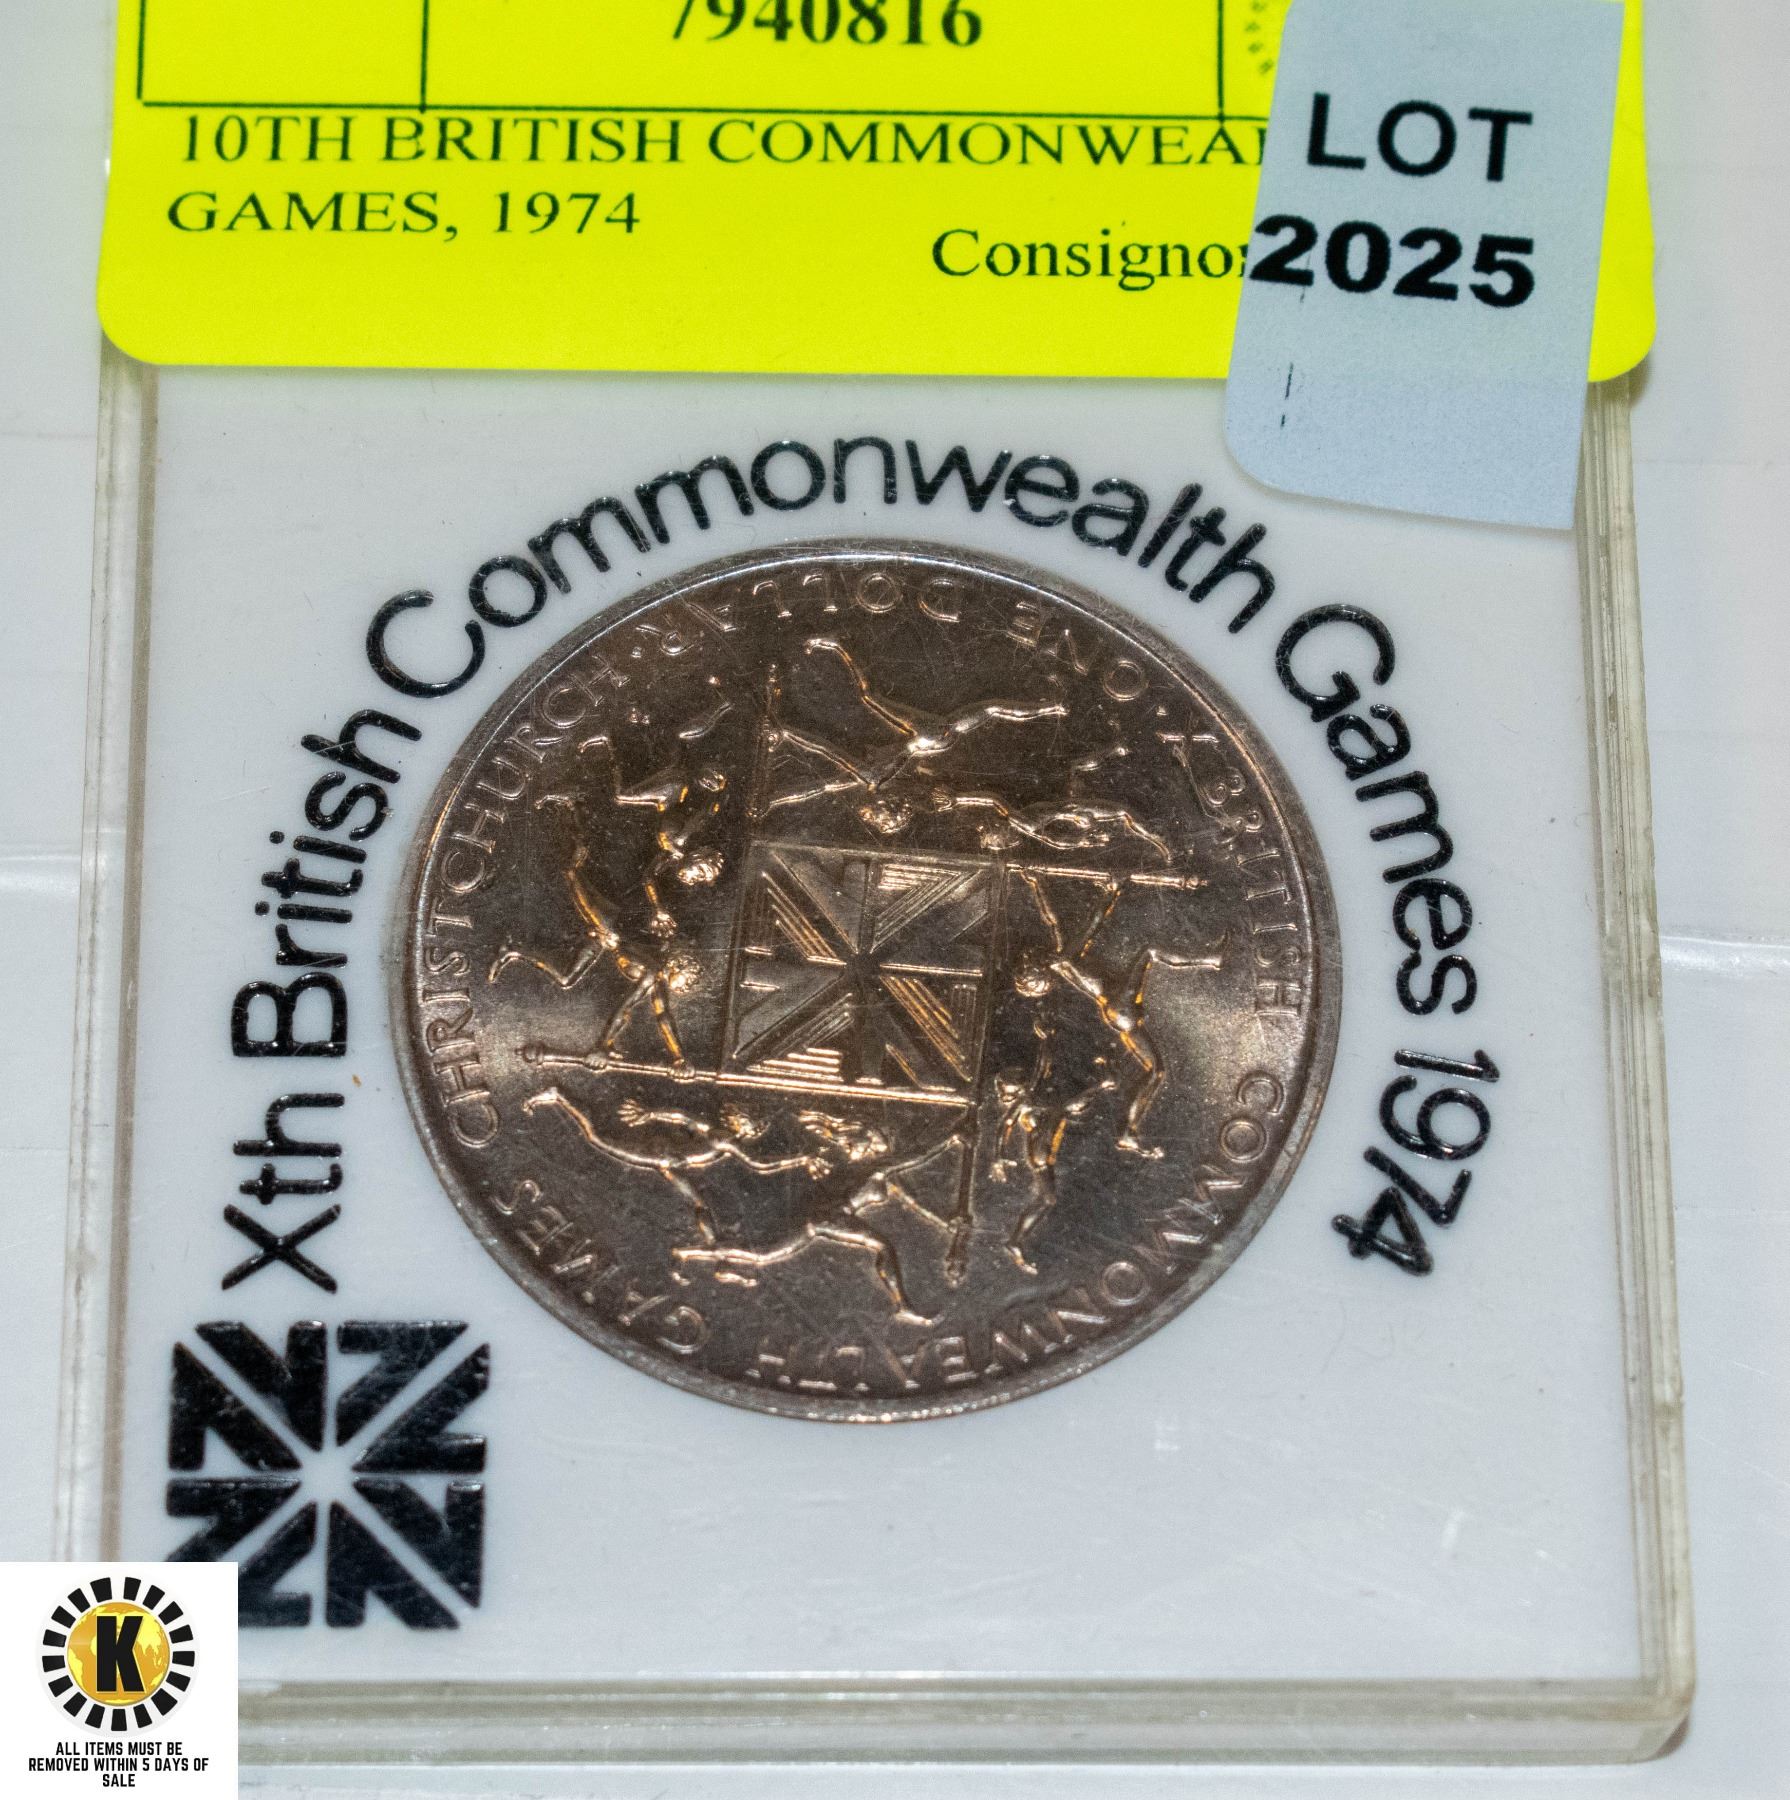 7940816
10TH BRITISH COMMONWEAL
GAMES, 1974
Consignor
LOT
2025
Xth British Commonwealth Games 1974
X BRITISH COMMONWEALTH GAMES CHRISTCHURCH · ONE DOLLAR ·
K
ALL ITEMS MUST BE
REMOVED WITHIN 5 DAYS OF
SALE